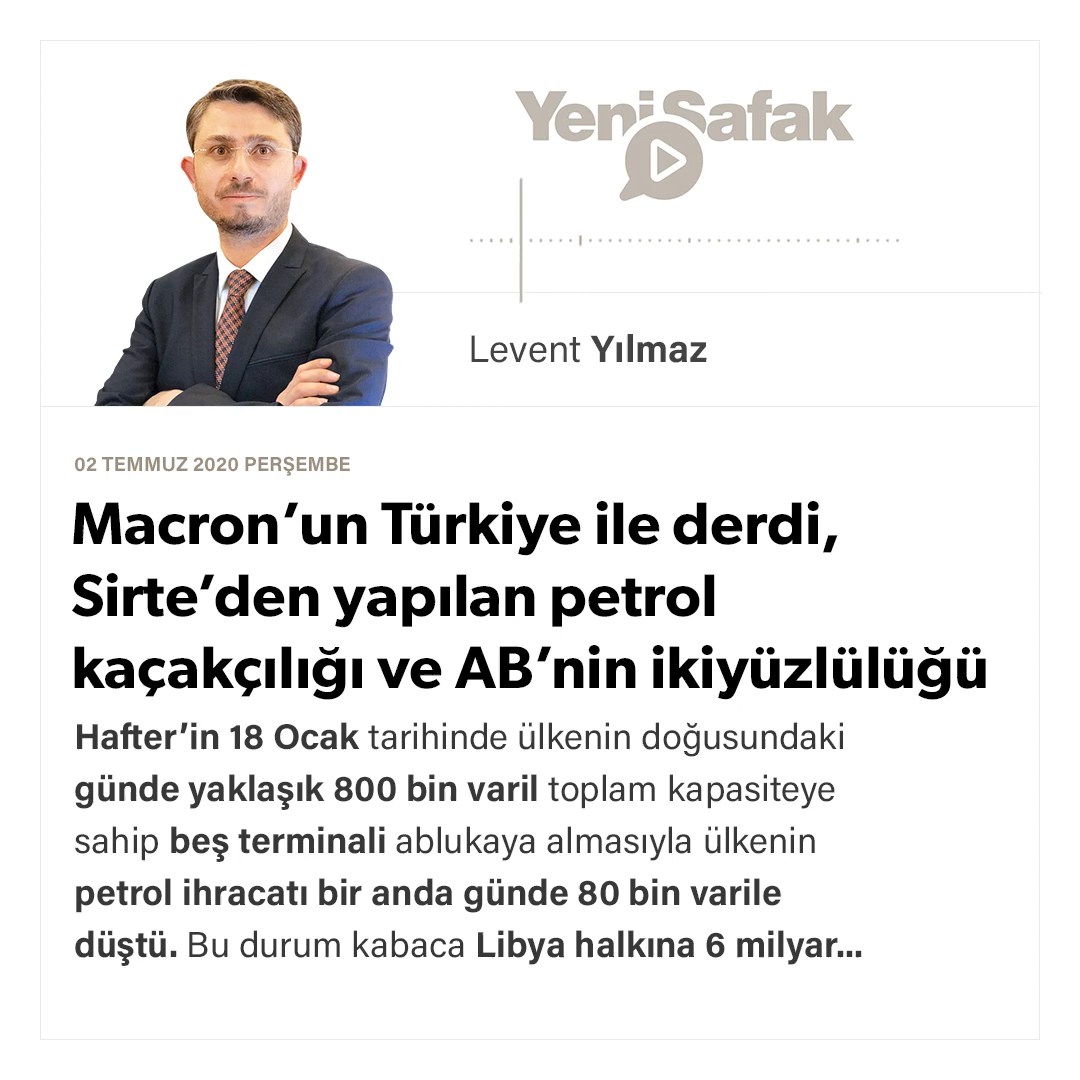 YeniSafak
Levent Yılmaz
02 TEMMUZ 2020 PERŞEMBE
Macron’un Türkiye ile derdi,
Sirte’den yapılan petrol
kaçakçılığı ve AB’nin ikiyüzlülüğü
Hafter’in 18 Ocak tarihinde ülkenin doğusundaki
günde yaklaşık 800 bin varil toplam kapasiteye
sahip beş terminali ablukaya almasıyla ülkenin
petrol ihracatı bir anda günde 80 bin varile
düştü. Bu durum kabaca Libya halkına 6 milyar...